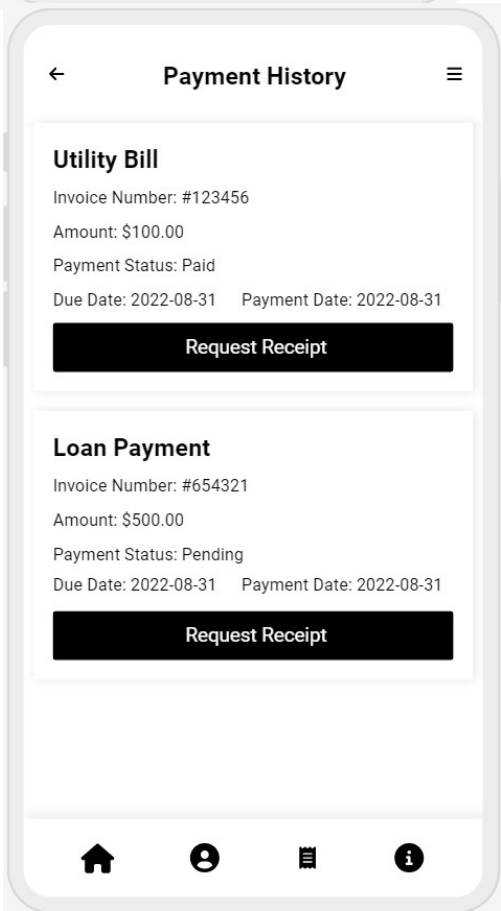 Payment History
Utility Bill
Invoice Number: #123456
Amount: $100.00
Payment Status: Paid
Due Date: 2022-08-31 Payment Date: 2022-08-31
Request Receipt
Loan Payment
Invoice Number: #654321
Amount: $500.00
Payment Status: Pending
Due Date: 2022-08-31 Payment Date: 2022-08-31
Request Receipt